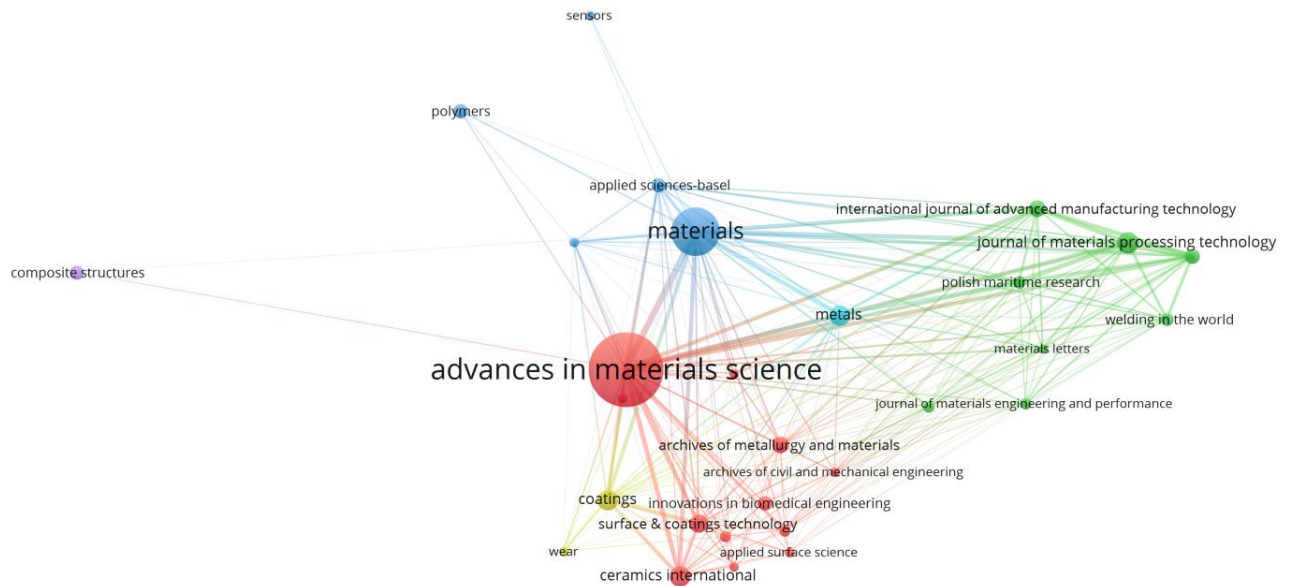 sensors
polymers
applied sciences-basel
international journal of advanced manufacturing technology
materials
journal of materials processing technology
composite structures
polish maritime research
metals
welding in the world
materials letters
advances in materials science
journal of materials engineering and performance
archives of metallurgy and materials
archives of civil and mechanical engineering
coatings
innovations in biomedical engineering
surface & coatings technology
wear
applied surface science
ceramics international